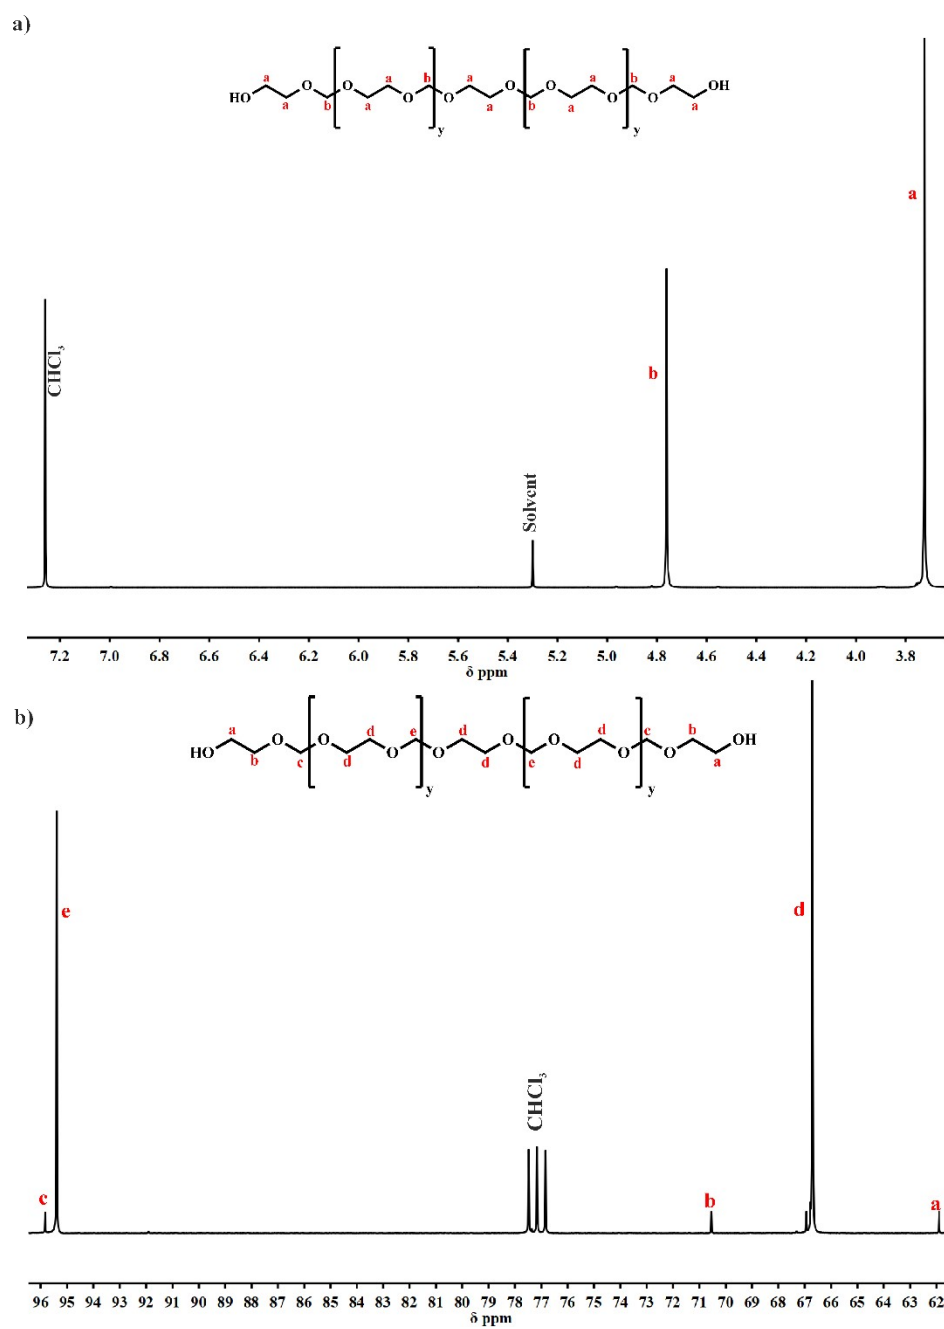 a)
a a b a a b a
HO O O O O O O O O OH
a b a a b a a
y y
a
b
CHCl₃
Solvent
7.2 7.0 6.8 6.6 6.4 6.2 6.0 5.8 5.6 5.4 5.2 5.0 4.8 4.6 4.4 4.2 4.0 3.8
δ ppm
b)
a d e d d c b
HO O O O O O O O O OH
b c d d e d a
y y
e
d
CHCl₃
c
b
a
96 95 94 93 92 91 90 89 88 87 86 85 84 83 82 81 80 79 78 77 76 75 74 73 72 71 70 69 68 67 66 65 64 63 62
δ ppm